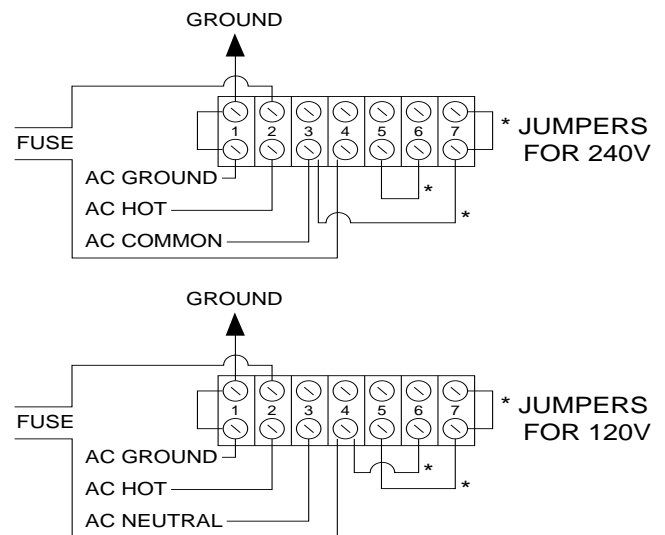 GROUND
1 2 3 4 5 6 7
* JUMPERS
FOR 240V
FUSE
AC GROUND
*
AC HOT
*
AC COMMON
GROUND
1 2 3 4 5 6 7
* JUMPERS
FOR 120V
FUSE
AC GROUND
*
AC HOT
*
AC NEUTRAL